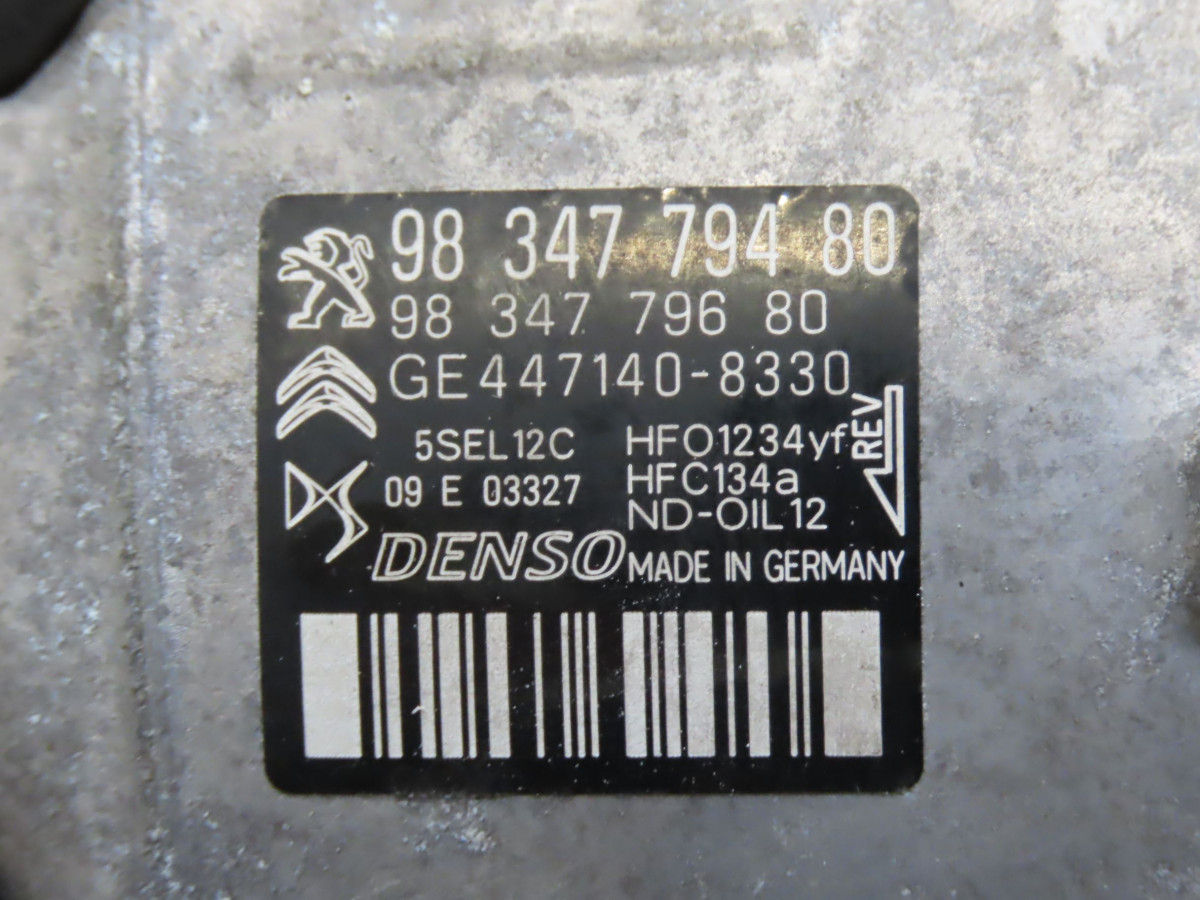 98 347 794 80
98 347 796 80
GE447140-8330
5SEL12C HFO1234yf REV
09 E 03327 HFC134a
ND-OIL12
DENSO MADE IN GERMANY